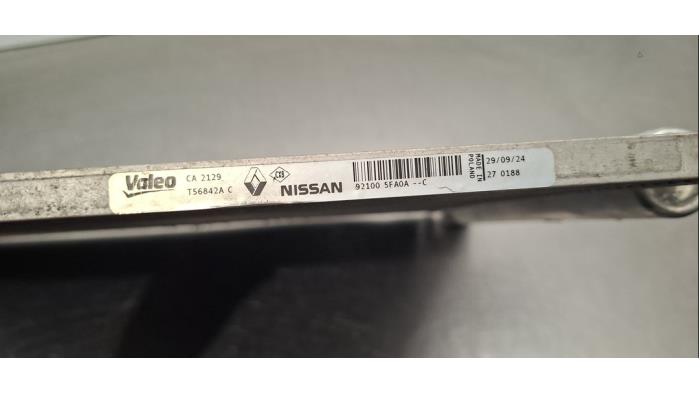 Valeo
CA 2129
T56842A C
NISSAN
92100 5FA0A --C
MADE IN
POLAND
29/09/24
27 0188